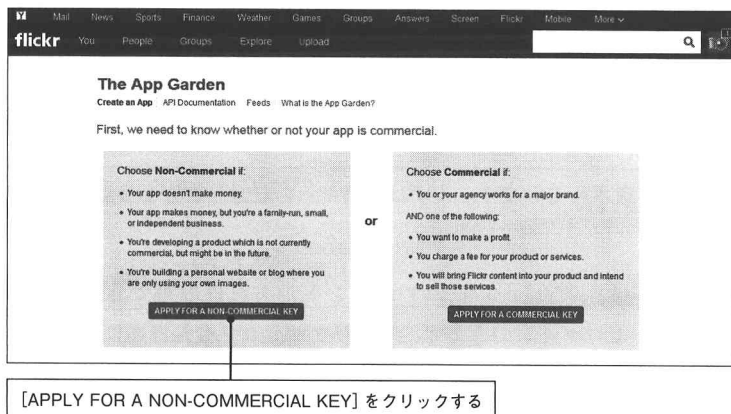 Y! Mail News Sports Finance Weather Games Groups Answers Screen Flickr Mobile More
flickr You People Groups Explore Upload
The App Garden
Create an App API Documentation Feeds What is the App Garden?
First, we need to know whether or not your app is commercial.
Choose Non-Commercial if:
• Your app doesn't make money.
• Your app makes money, but you're a family-run, small,
or independent business.
• You're developing a product which is not currently
commercial, but might be in the future.
• You're building a personal website or blog where you
are only using your own images.
APPLY FOR A NON-COMMERCIAL KEY
or
Choose Commercial if:
• You or your agency works for a major brand.
AND one of the following:
• You want to make a profit.
• You charge a fee for your product or services.
• You will bring Flickr content into your product and intend
to sell those services.
APPLY FOR A COMMERCIAL KEY
[APPLY FOR A NON-COMMERCIAL KEY] をクリックする